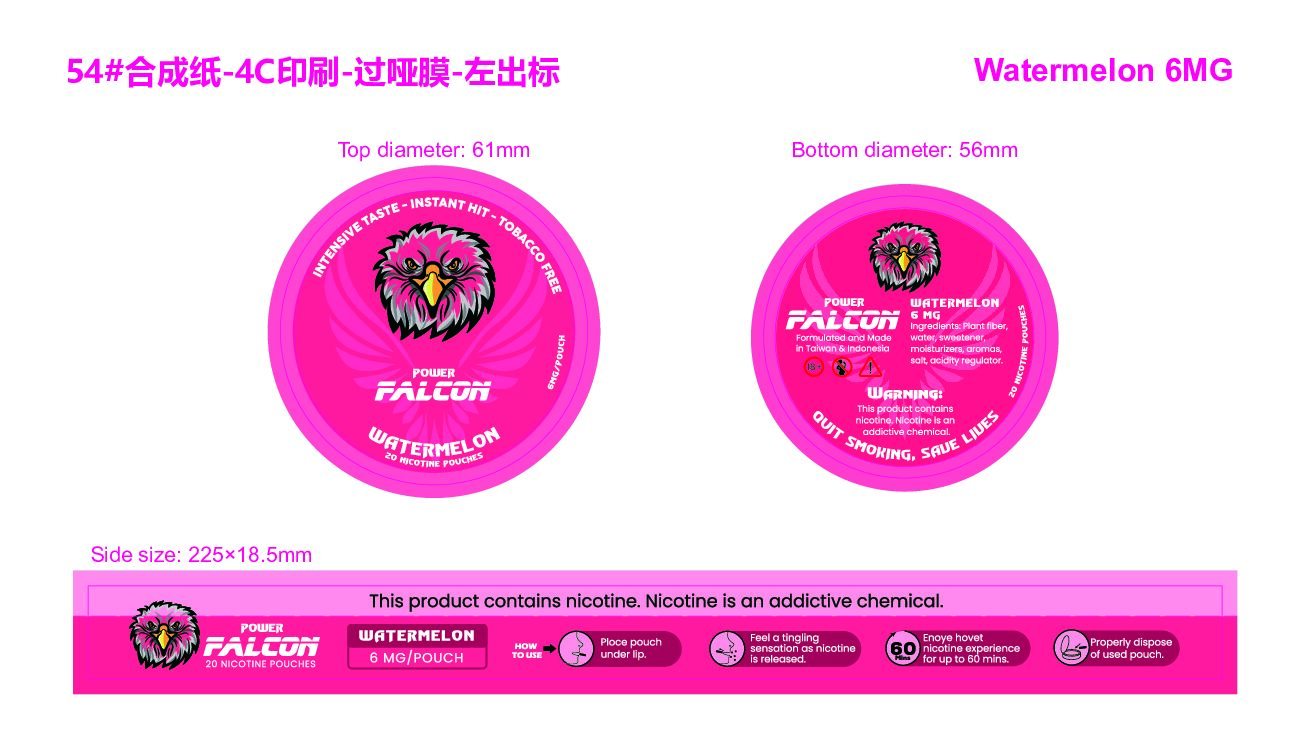 54#合成纸-4C印刷-过哑膜-左出标
Watermelon 6MG
Top diameter: 61mm
INTENSIVE TASTE - INSTANT HIT - TOBACCO FREE
6MG/POUCH
POWER
FALCON
WATERMELON
20 NICOTINE POUCHES
Bottom diameter: 56mm
POWER
FALCON
Formulated and Made
in Taiwan & Indonesia
18+
WATERMELON
6 MG
Ingredients: Plant fiber,
water, sweetener,
moisturizers, aromas,
salt, acidity regulator.
20 NICOTINE POUCHES
WARNING:
This product contains
nicotine. Nicotine is an
addictive chemical.
QUIT SMOKING, SAVE LIVES
Side size: 225×18.5mm
This product contains nicotine. Nicotine is an addictive chemical.
POWER
FALCON
20 NICOTINE POUCHES
WATERMELON
6 MG/POUCH
HOW
TO USE
Ploce pouch
under lip.
Feel a tingling
sensation as nicotine
is released.
60
Mins
Enoye hovet
nicotine experience
for up to 60 mins.
Properly dispose
of used pouch.